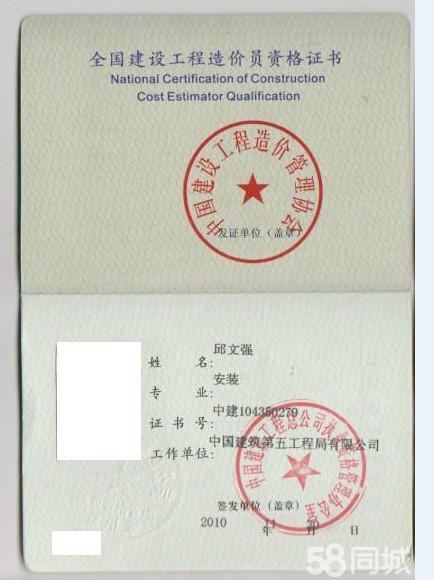 全国建设工程造价员资格证书
National Certification of Construction
Cost Estimator Qualification
中国建设工程造价管理协会
发证单位(盖章)
姓 名: 邱文强
专 业: 安装
证 书 号: 中建104350279
工作单位: 中国建筑第五工程局有限公司
签发单位(盖章)
2010 年 11 月 20 日
58同城